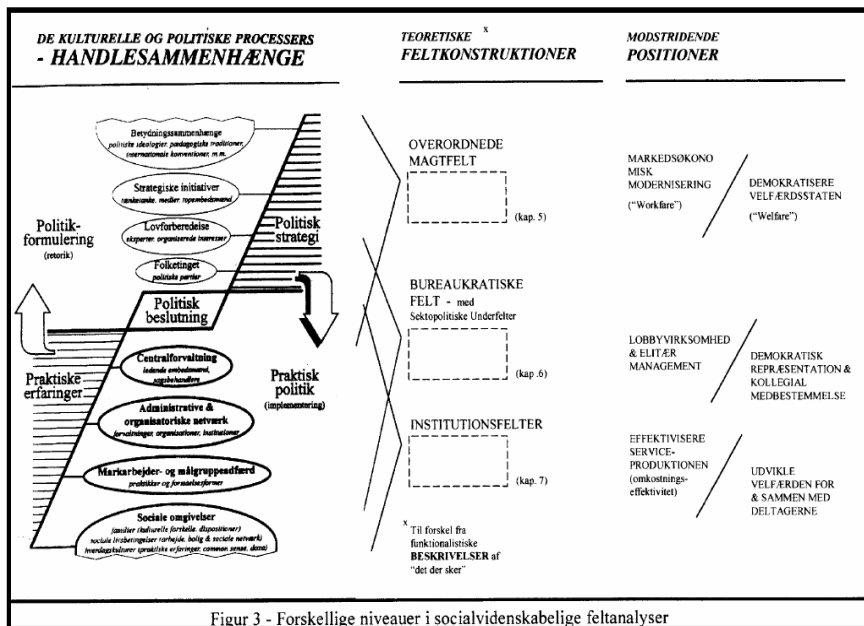 DE KULTURELLE OG POLITISKE PROCESSERS
- HANDLESAMMENHÆNGE
TEORETISKE x
FELTKONSTRUKTIONER
MODSTRIDENDE
POSITIONER
Betydningssammenhænge
politiske ideologier, pædagogiske traditioner,
internationale konventioner, m.m.
Strategiske initiativer
tænketanke, medier, topembedsmænd
Lovforberedelse
eksperter, organiserede interesser
Folketinget
politiske partier
Politik-
formulering
(retorik)
Politisk
strategi
Politisk
beslutning
Praktiske
erfaringer
Centralforvaltning
ledende embedsmænd,
sagsbehandlere
Praktisk
politik
(implementering)
Administrative &
organisatoriske netværk
forvaltninger, organisationer, institutioner
Markarbejder- og målgruppeadfærd
praktikker og formidlesformer
Sociale omgivelser
familier (kulturelle forskelle, dispositioner)
sociale livsbetingelser (arbejde, bolig & sociale netværk)
hverdagskulturer (praktiske erfaringer, common sense, doxa)
OVERORDNEDE
MAGTFELT
(kap. 5)
BUREAUKRATISKE
FELT - med
Sektopolitiske Underfelter
(kap .6)
INSTITUTIONSFELTER
(kap. 7)
x Til forskel fra
funktionalistiske
BESKRIVELSER af
"det der sker"
MARKEDSØKONO
MISK
MODERNISERING
("Workfare")
DEMOKRATISERE
VELFÆRDSSTATEN
("Welfare")
LOBBYVIRKSOMHED
& ELITÆR
MANAGEMENT
DEMOKRATISK
REPRÆSENTATION &
KOLLEGIAL
MEDBESTEMMELSE
EFFEKTIVISERE
SERVICE-
PRODUKTIONEN
(omkostnings-
effektivitet)
UDVIKLE
VELFÆRDEN FOR
& SAMMEN MED
DELTAGERNE
Figur 3 - Forskellige niveauer i socialvidenskabelige feltanalyser